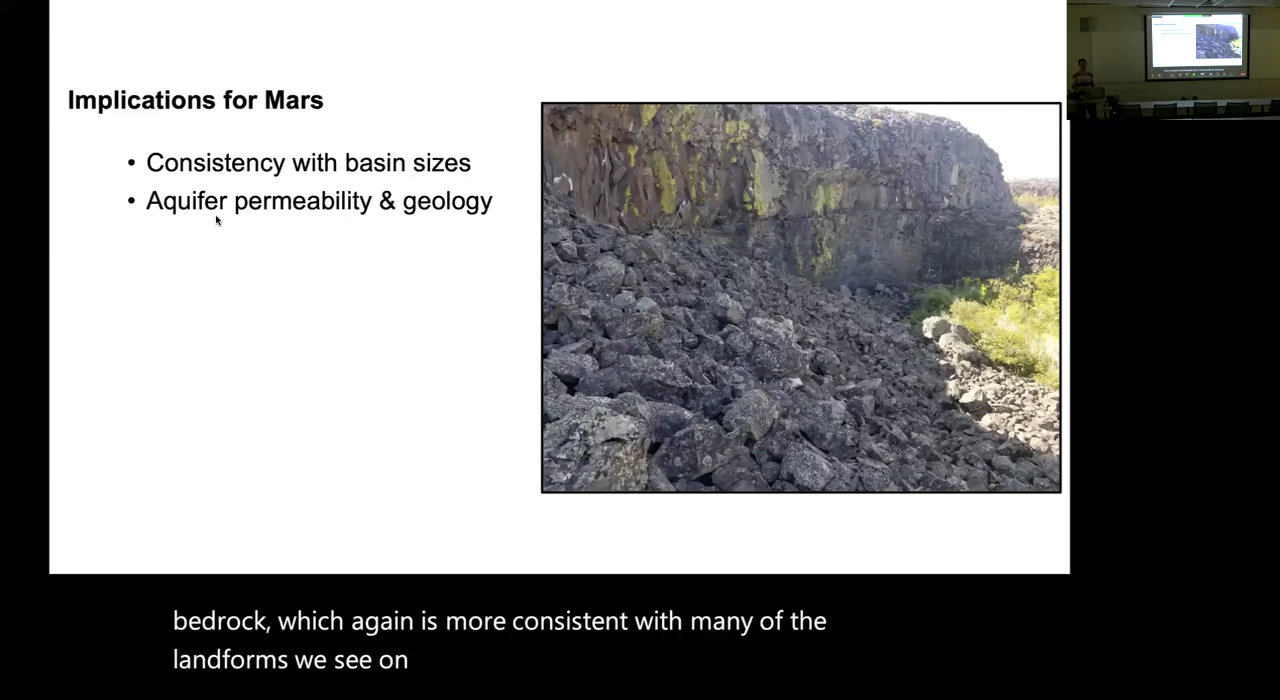 Implications for Mars
• Consistency with basin sizes
• Aquifer permeability & geology
bedrock, which again is more consistent with many of the
landforms we see on